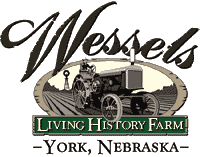 Wessels
LIVING HISTORY FARM
–YORK, NEBRASKA–